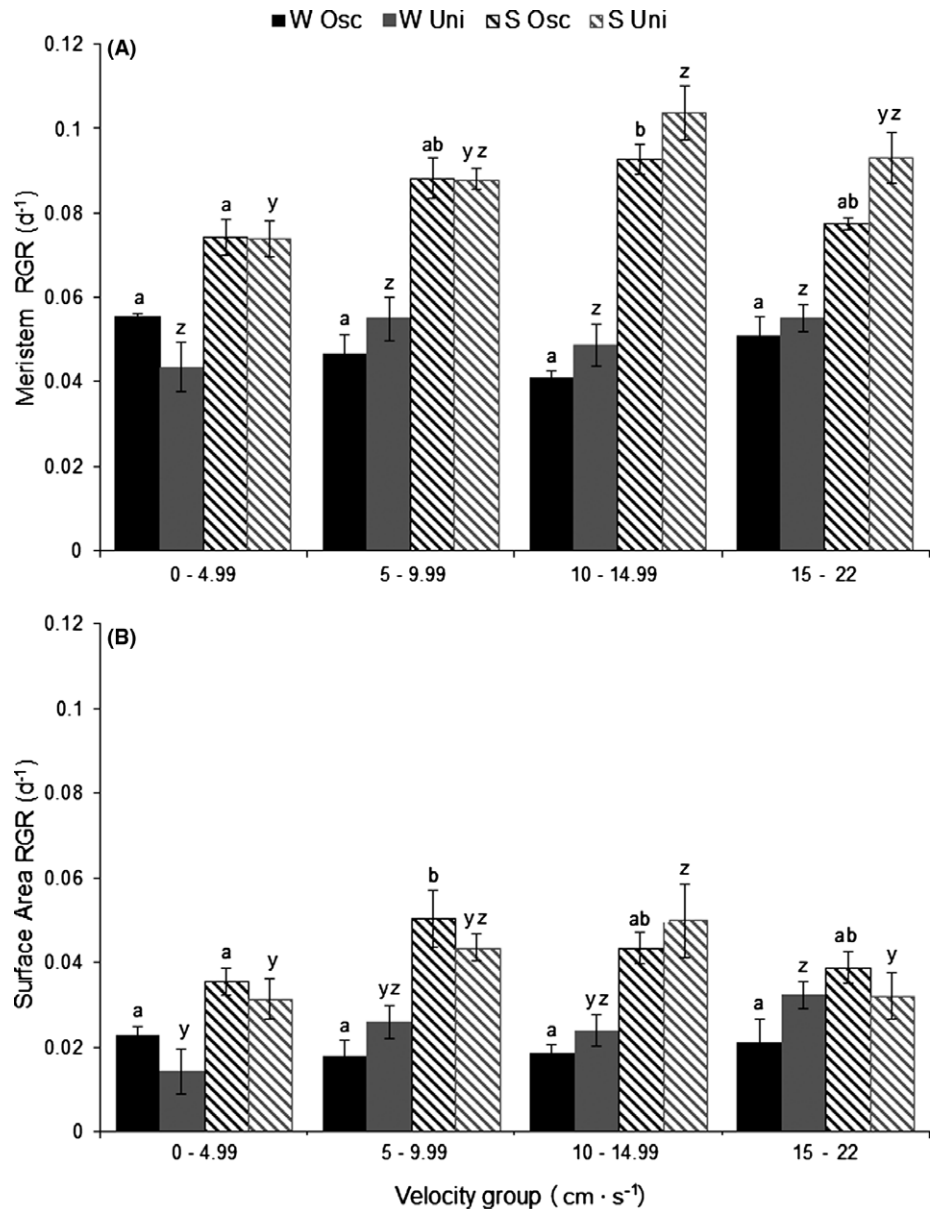 W Osc W Uni S Osc S Uni
(A)
Meristem RGR (d-1)
0.12
0.1
0.08
0.06
0.04
0.02
0
a z a y
a z ab yz
a z b z
a z ab yz
0 - 4.99 5 - 9.99 10 - 14.99 15 - 22
(B)
Surface Area RGR (d-1)
0.12
0.1
0.08
0.06
0.04
0.02
0
a y a y
a yz b yz
a yz ab z
a z ab y
0 - 4.99 5 - 9.99 10 - 14.99 15 - 22
Velocity group (cm · s-1)